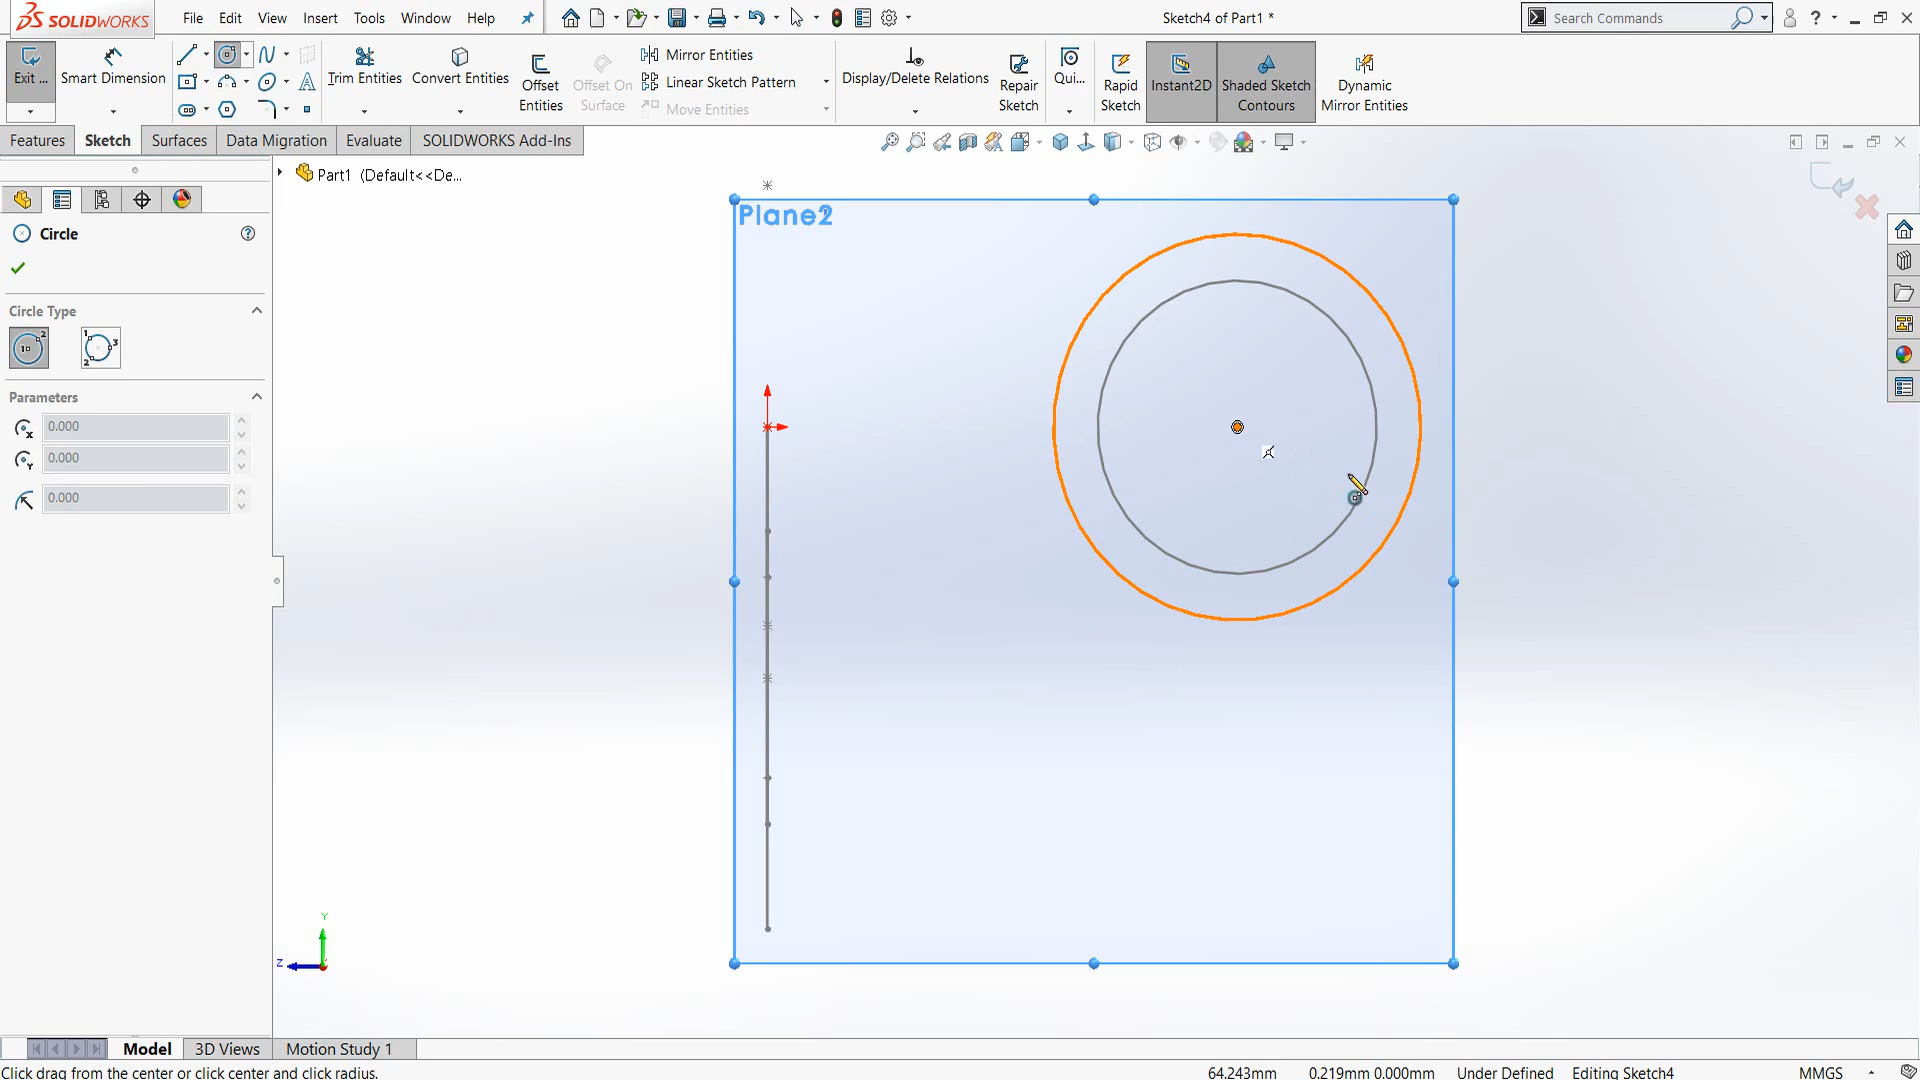 SOLIDWORKS File Edit View Insert Tools Window Help Sketch4 of Part1 * Search Commands ?
Exit ... Smart Dimension Trim Entities Convert Entities Offset Entities Offset On Surface Mirror Entities Display/Delete Relations Repair Sketch Qui... Rapid Sketch Instant2D Shaded Sketch Contours Dynamic Mirror Entities
Linear Sketch Pattern
Move Entities
Features Sketch Surfaces Data Migration Evaluate SOLIDWORKS Add-Ins
Part1 (Default<<De...
Plane2
Circle
Circle Type
Parameters
0.000
0.000
0.000
Y
Z
Model 3D Views Motion Study 1
Click drag from the center or click center and click radius. 64.243mm 0.219mm 0.000mm Under Defined Editing Sketch4 MMGS